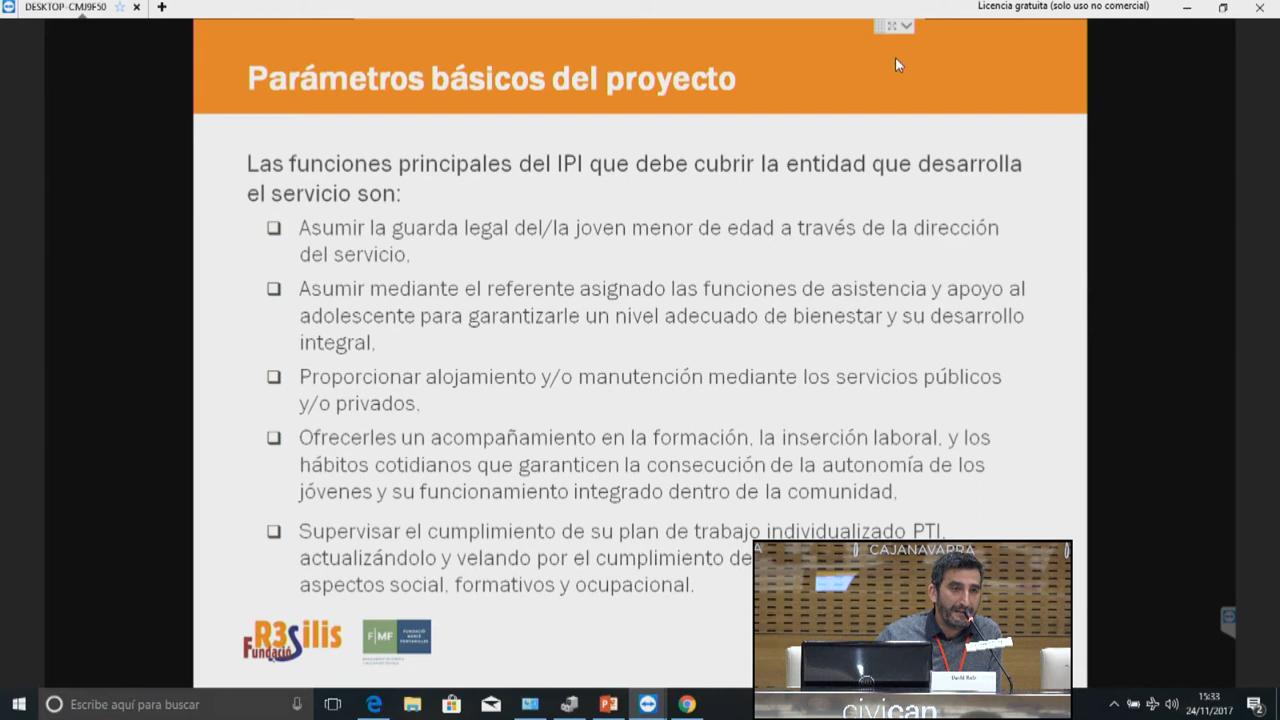 DESKTOP-CMJ9F50
Licencia gratuita (solo uso no comercial)
Parámetros básicos del proyecto
Las funciones principales del IPI que debe cubrir la entidad que desarrolla
el servicio son:
Asumir la guarda legal del/la joven menor de edad a través de la dirección
del servicio,
Asumir mediante el referente asignado las funciones de asistencia y apoyo al
adolescente para garantizarle un nivel adecuado de bienestar y su desarrollo
integral,
Proporcionar alojamiento y/o manutención mediante los servicios públicos
y/o privados,
Ofrecerles un acompañamiento en la formación, la inserción laboral, y los
hábitos cotidianos que garanticen la consecución de la autonomía de los
jóvenes y su funcionamiento integrado dentro de la comunidad,
Supervisar el cumplimiento de su plan de trabajo individualizado PTI,
actualizándolo y velando por el cumplimiento de
aspectos social, formativos y ocupacional.
R3Silis
Fundació
FMF
FUNDACIÓ
MERCÈ
FONTANILLES
CAJANAVARRA
David Ruiz
civican
Escribe aquí para buscar
15:33
24/11/2017
2